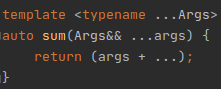 template <typename ...Args>
auto sum(Args&& ...args) {
    return (args + ...);
}